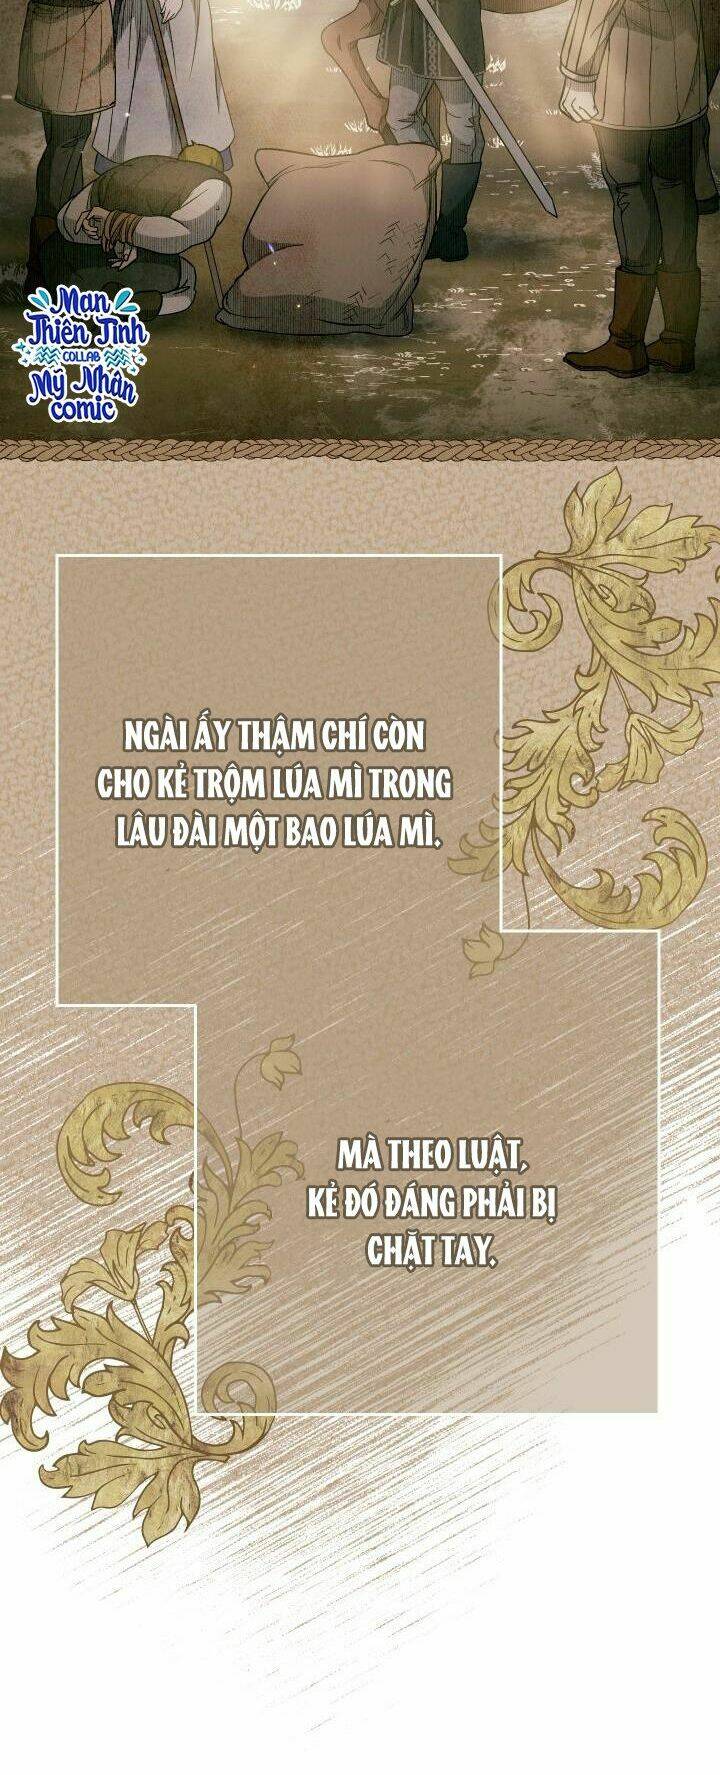 Mạn
Thiên Tình
COLLAB
Mỹ Nhân
comic
NGÀI ẤY THẬM CHÍ CÒN
CHO KẺ TRỘM LÚA MÌ TRONG
LÂU ĐÀI MỘT BAO LÚA MÌ.
MÀ THEO LUẬT,
KẺ ĐÓ ĐÁNG PHẢI BỊ
CHẶT TAY.